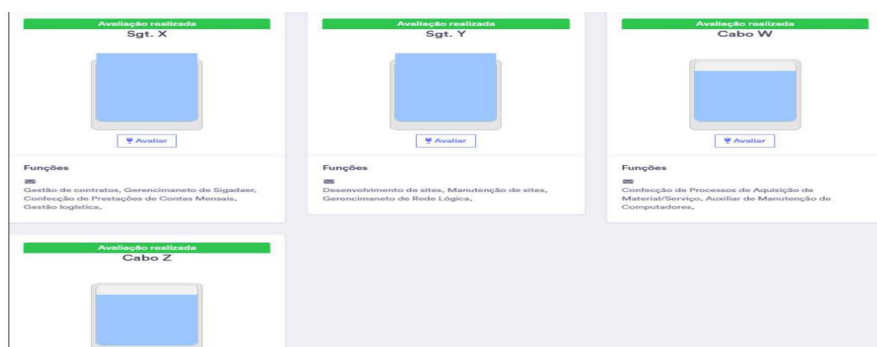 Avaliação realizada
Sgt. X
Avaliar
Funções
Gestão de contratos, Gerencimaneto de Sigadaer,
Confecção de Prestações de Contas Mensais,
Gestão logística,
Avaliação realizada
Sgt. Y
Avaliar
Funções
Desenvolvimento de sites, Manutenção de sites,
Gerencimaneto de Rede Lógica,
Avaliação realizada
Cabo W
Avaliar
Funções
Confecção de Processos de Aquisição de
Material/Serviço, Auxiliar de Manutenção de
Computadores,
Avaliação realizada
Cabo Z